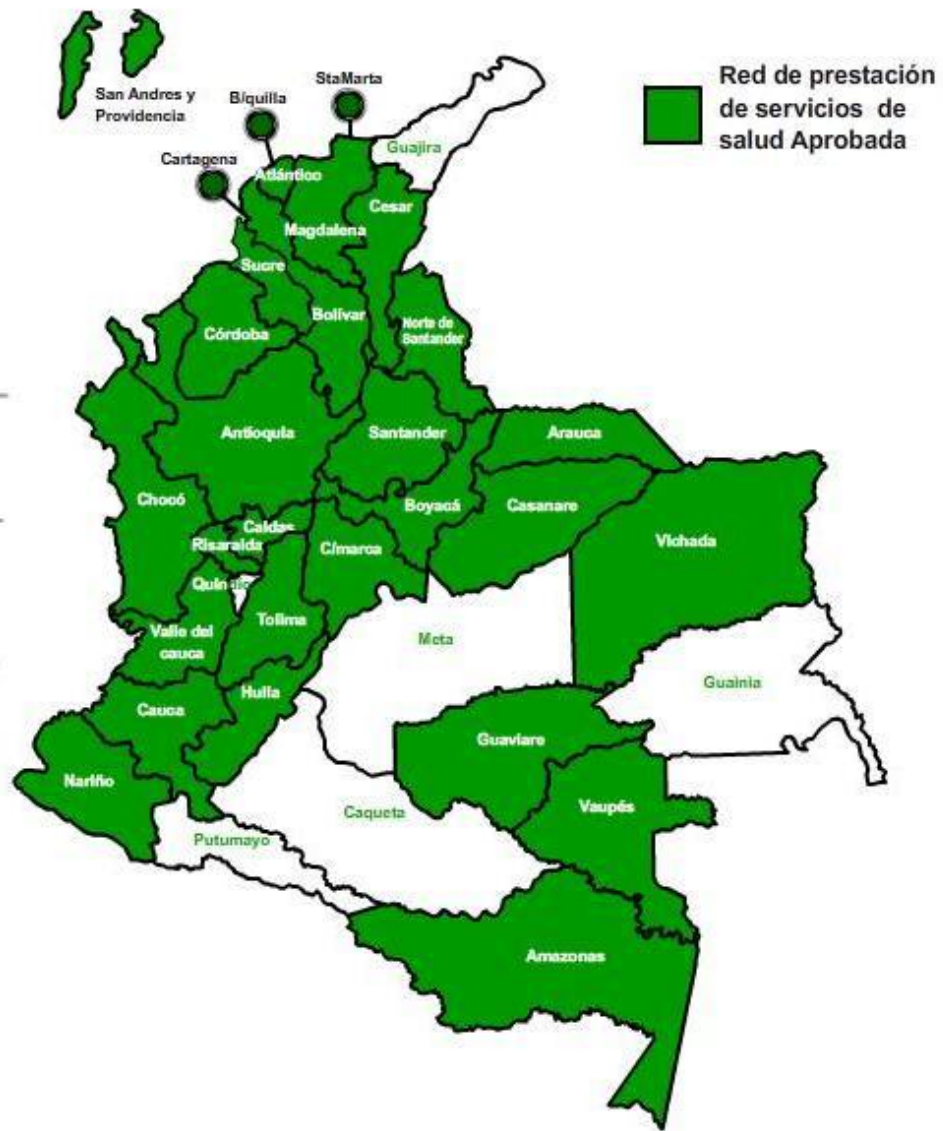 San Andres y
Providencia
B/quilla
StaMarta
Cartagena
Red de prestación
de servicios de
salud Aprobada
Guajira
Atlántico
Cesar
Magdalena
Sucre
Bolívar
Córdoba
Norte de
Santander
Antioquia
Santander
Arauca
Chocó
Boyacá
Casanare
Caldas
Risaralda
C/marca
Vichada
Quindio
Tolima
Valle del
cauca
Meta
Guainia
Huila
Cauca
Guaviare
Nariño
Vaupés
Caqueta
Putumayo
Amazonas